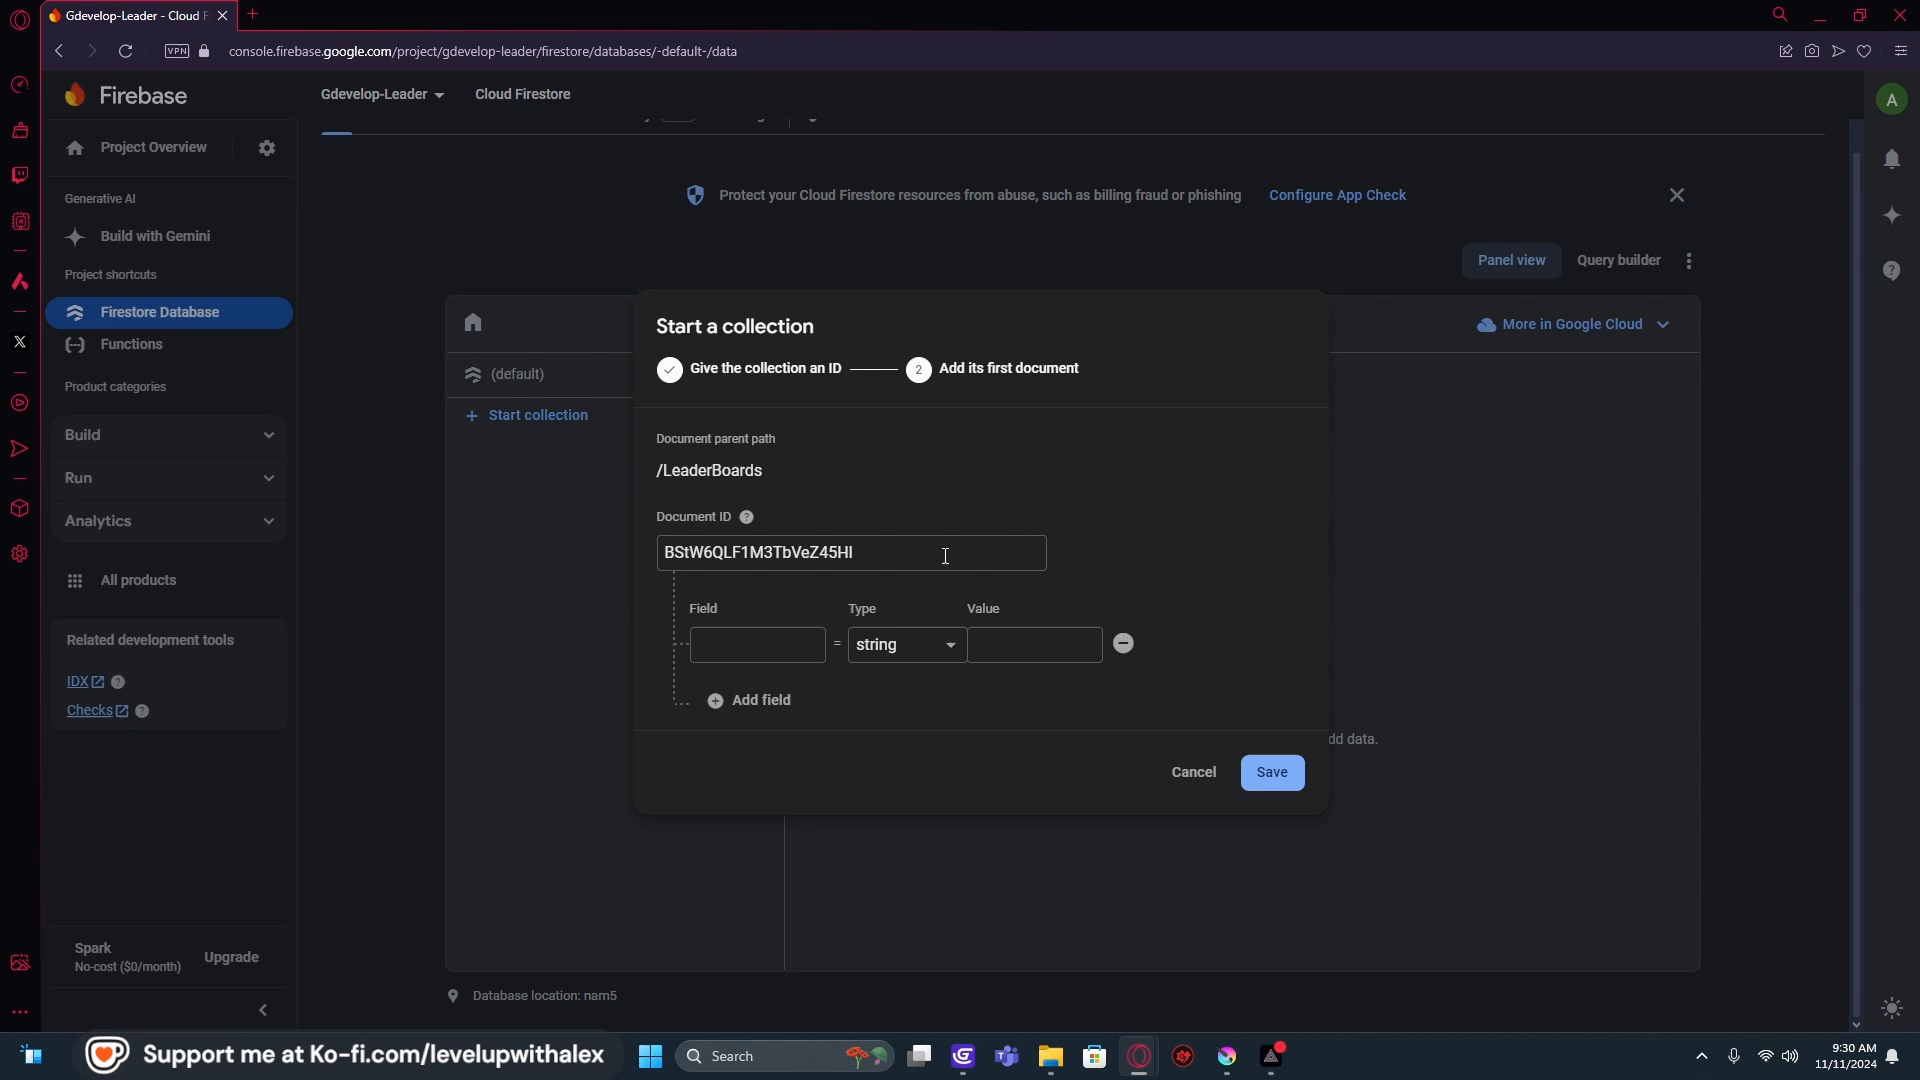 Gdevelop-Leader - Cloud F
VPN
console.firebase.google.com/project/gdevelop-leader/firestore/databases/-default-/data
Firebase
Gdevelop-Leader
Cloud Firestore
A
Project Overview
Generative AI
Build with Gemini
Project shortcuts
Firestore Database
Functions
Product categories
Build
Run
Analytics
All products
Related development tools
IDX
Checks
Spark
No-cost ($0/month)
Upgrade
Protect your Cloud Firestore resources from abuse, such as billing fraud or phishing
Configure App Check
Panel view
Query builder
More in Google Cloud
(default)
+ Start collection
Start a collection
Give the collection an ID
2
Add its first document
Document parent path
/LeaderBoards
Document ID
BStW6QLF1M3TbVeZ45HI
Field
Type
Value
=
string
Add field
Cancel
Save
dd data.
Database location: nam5
Support me at Ko-fi.com/levelupwithalex
Search
9:30 AM
11/11/2024